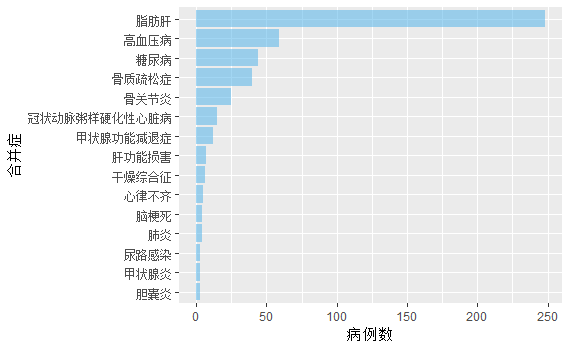 脂肪肝
高血压病
糖尿病
骨质疏松症
骨关节炎
冠状动脉粥样硬化性心脏病
甲状腺功能减退症
肝功能损害
干燥综合征
心律不齐
脑梗死
肺炎
尿路感染
甲状腺炎
胆囊炎
合并症
0 50 100 150 200 250
病例数